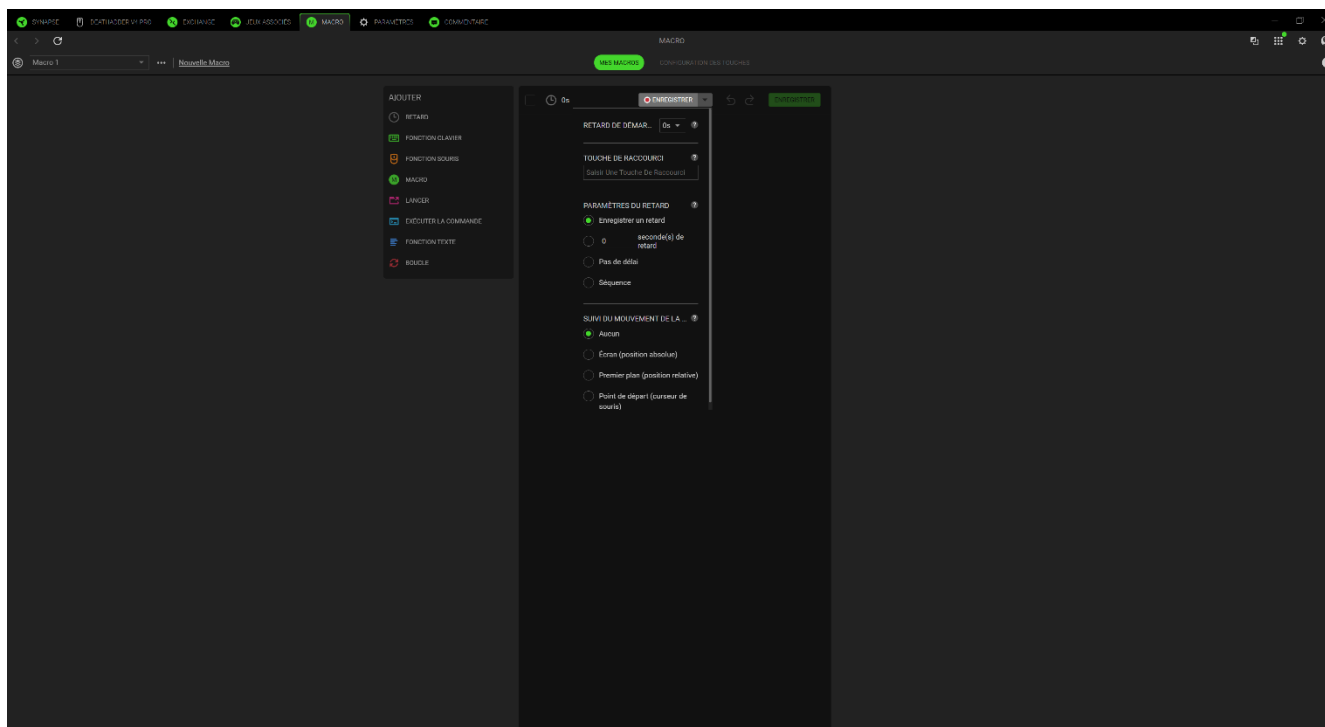 SYNAPSE
DEATHADDER V4 PRO
EXCHANGE
JEUX ASSOCIÉS
MACRO
PARAMÈTRES
COMMENTAIRE
MACRO
Macro 1
Nouvelle Macro
MES MACROS
CONFIGURATION DES TOUCHES
AJOUTER
RETARD
FONCTION CLAVIER
FONCTION SOURIS
MACRO
LANCER
EXÉCUTER LA COMMANDE
FONCTION TEXTE
BOUCLE
0s
ENREGISTRER
ENREGISTRER
RETARD DE DÉMAR...
0s
TOUCHE DE RACCOURCI
Saisir Une Touche De Raccourci
PARAMÈTRES DU RETARD
Enregistrer un retard
0
seconde(s) de
retard
Pas de délai
Séquence
SUIVI DU MOUVEMENT DE LA ...
Aucun
Écran (position absolue)
Premier plan (position relative)
Point de départ (curseur de
souris)